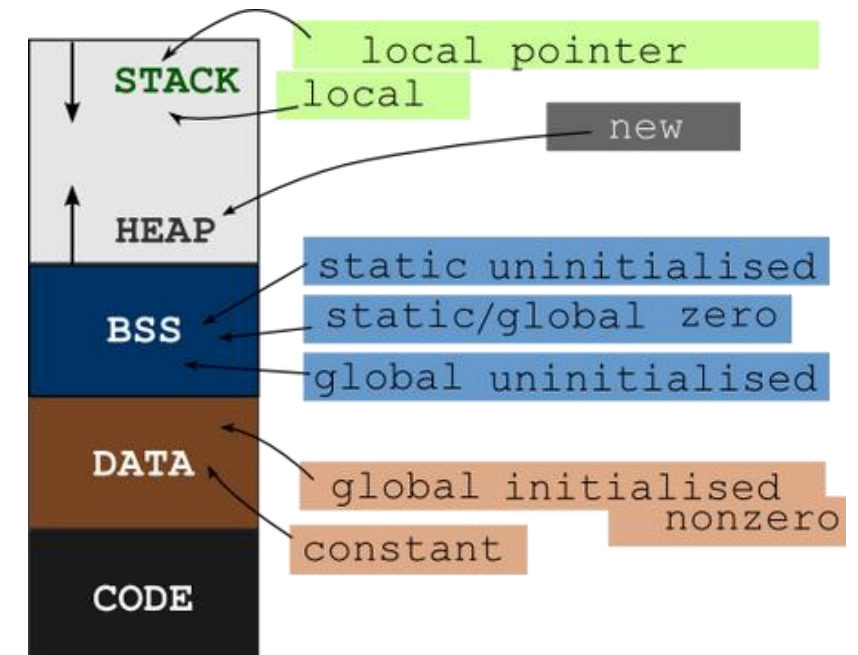 local pointer
STACK
local
new
HEAP
static uninitialised
static/global zero
BSS
global uninitialised
DATA
global initialised
nonzero
constant
CODE